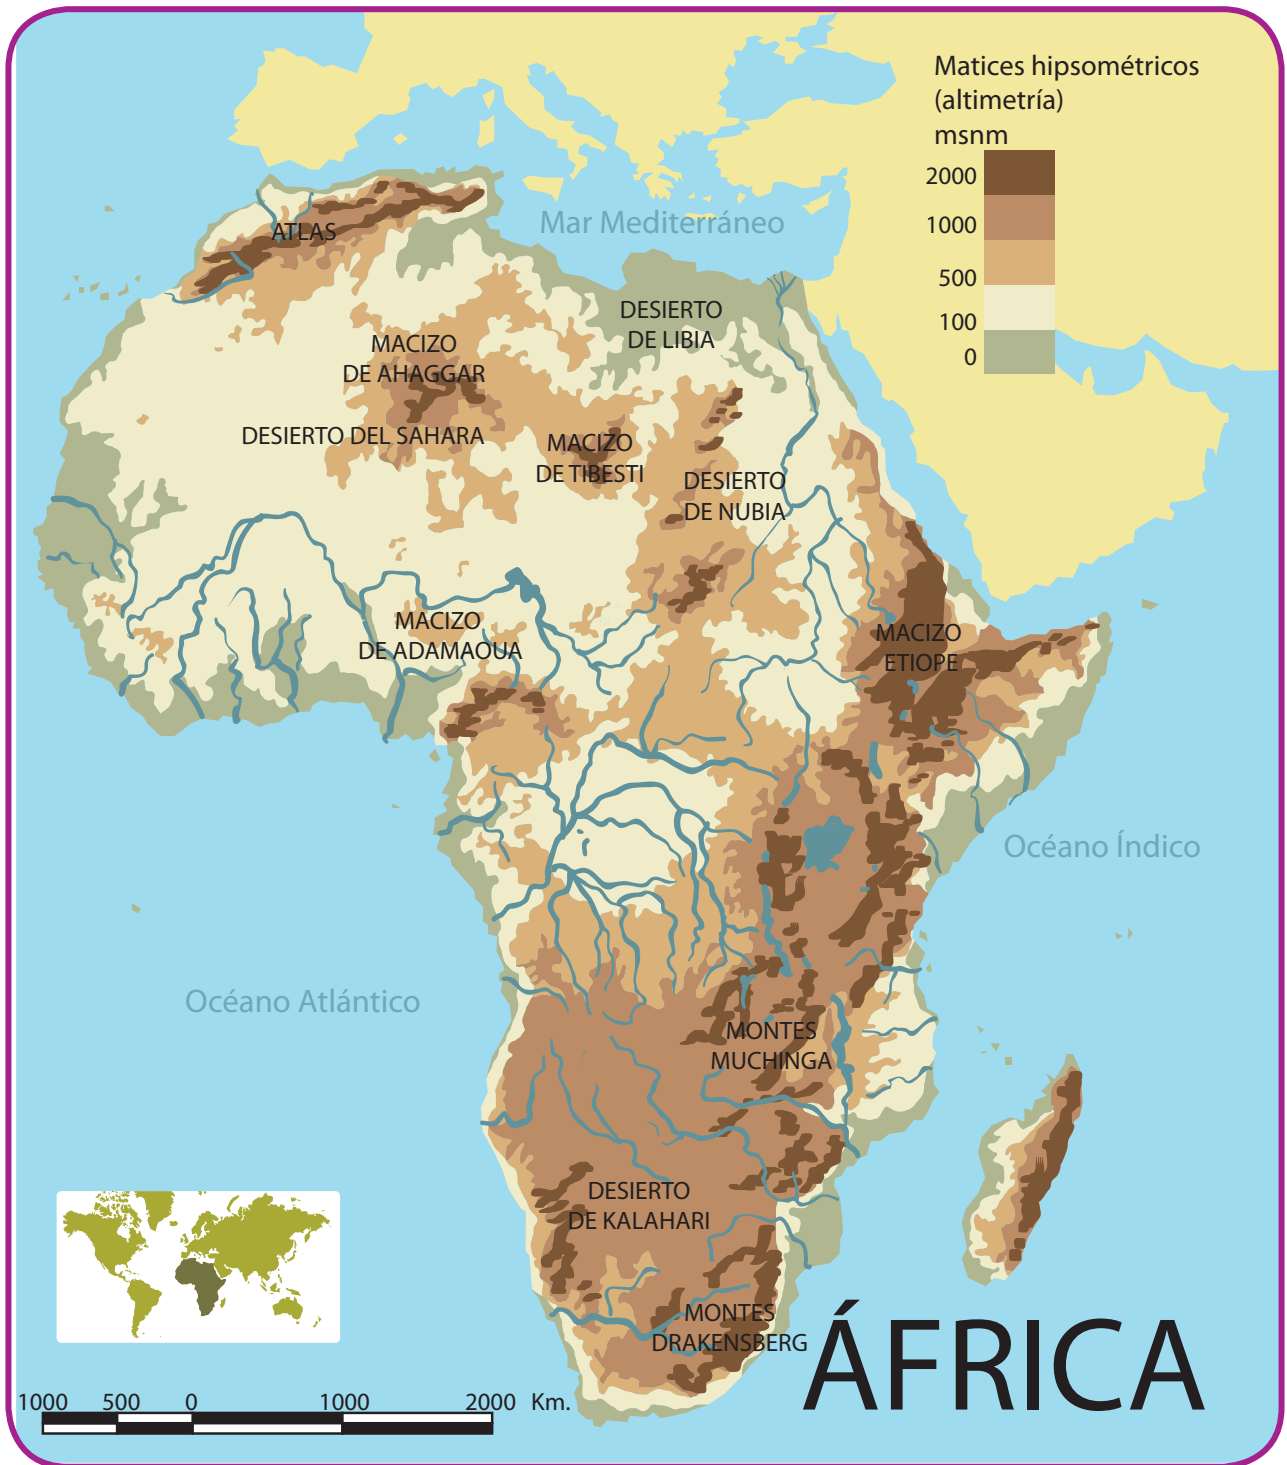 Matices hipsométricos
(altimetría)
msnm
2000
1000
500
100
0
Mar Mediterráneo
ATLAS
DESIERTO
DE LIBIA
MACIZO
DE AHAGGAR
DESIERTO DEL SAHARA
MACIZO
DE TIBESTI
DESIERTO
DE NUBIA
MACIZO
DE ADAMAOUA
MACIZO
ETIOPE
Océano Índico
Océano Atlántico
MONTES
MUCHINGA
DESIERTO
DE KALAHARI
MONTES
DRAKENSBERG
ÁFRICA
1000 500 0 1000 2000 Km.